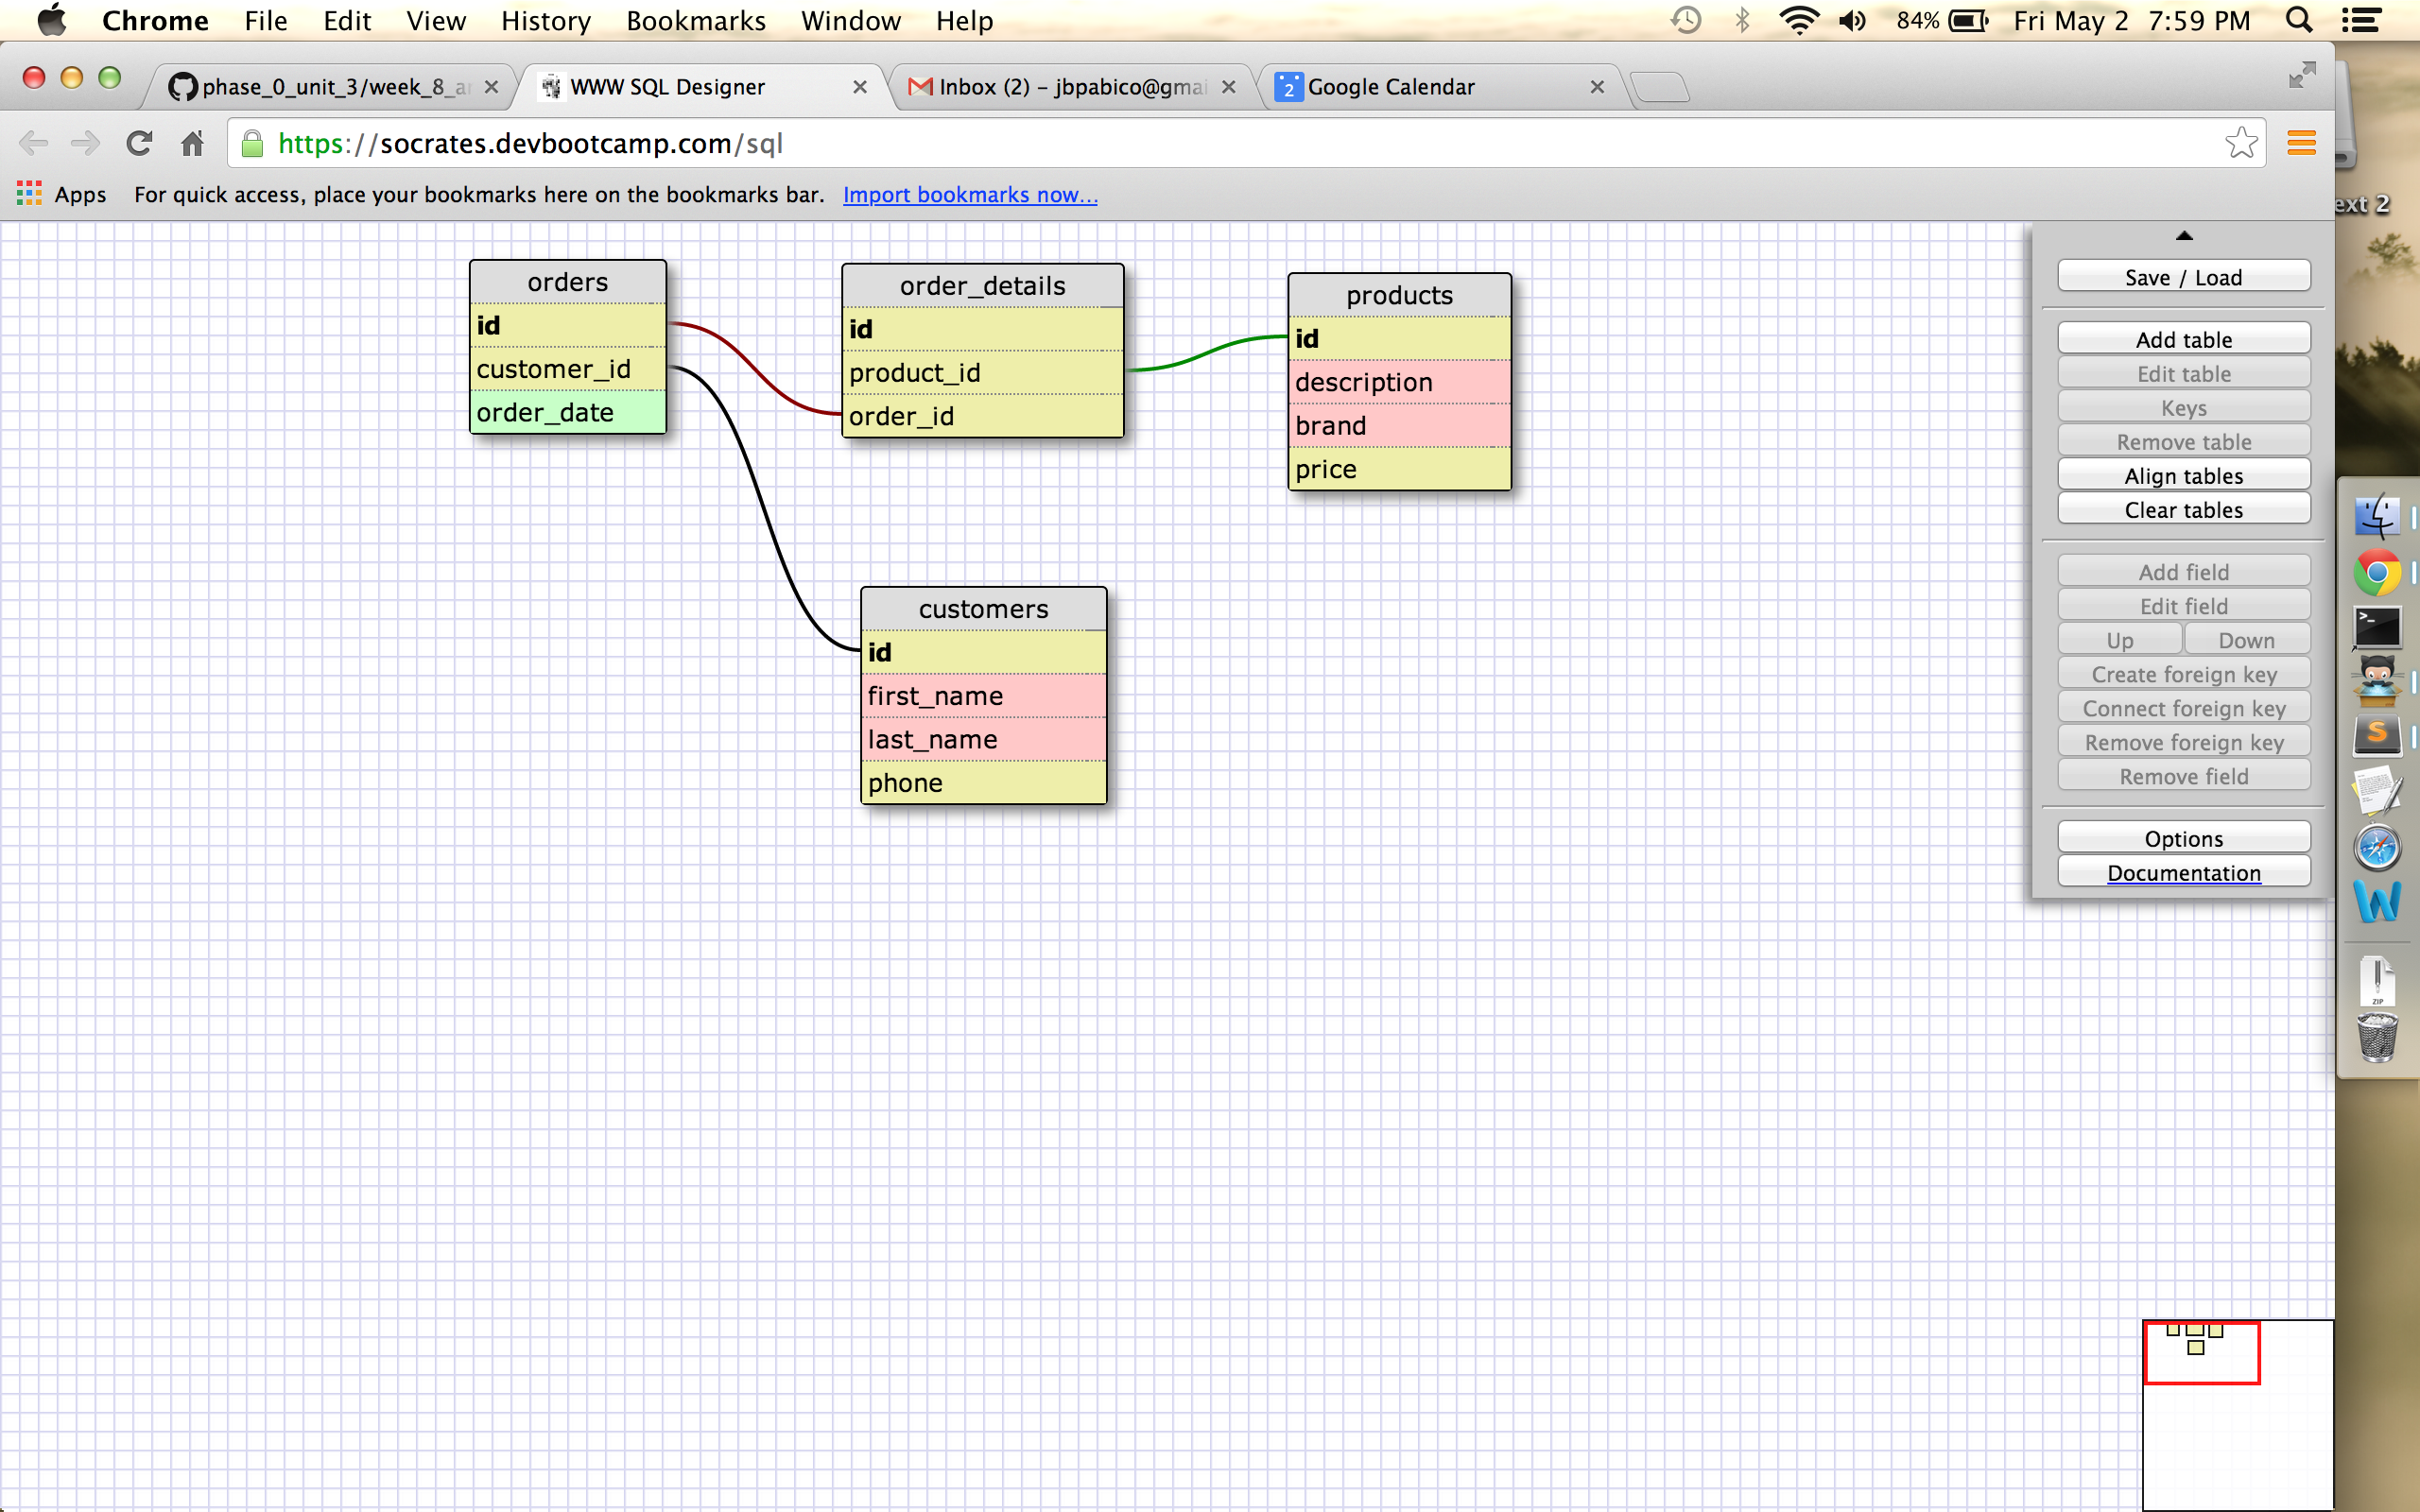 Chrome File Edit View History Bookmarks Window Help 84% Fri May 2 7:59 PM
phase_0_unit_3/week_8_ WWW SQL Designer Inbox (2) – jbpabico@gmai Google Calendar
2
https://socrates.devbootcamp.com/sql
Apps For quick access, place your bookmarks here on the bookmarks bar. Import bookmarks now...
ext 2
orders
id
customer_id
order_date
order_details
id
product_id
order_id
products
id
description
brand
price
customers
id
first_name
last_name
phone
Save / Load
Add table
Edit table
Keys
Remove table
Align tables
Clear tables
Add field
Edit field
Up Down
Create foreign key
Connect foreign key
Remove foreign key
Remove field
Options
Documentation
ZIP